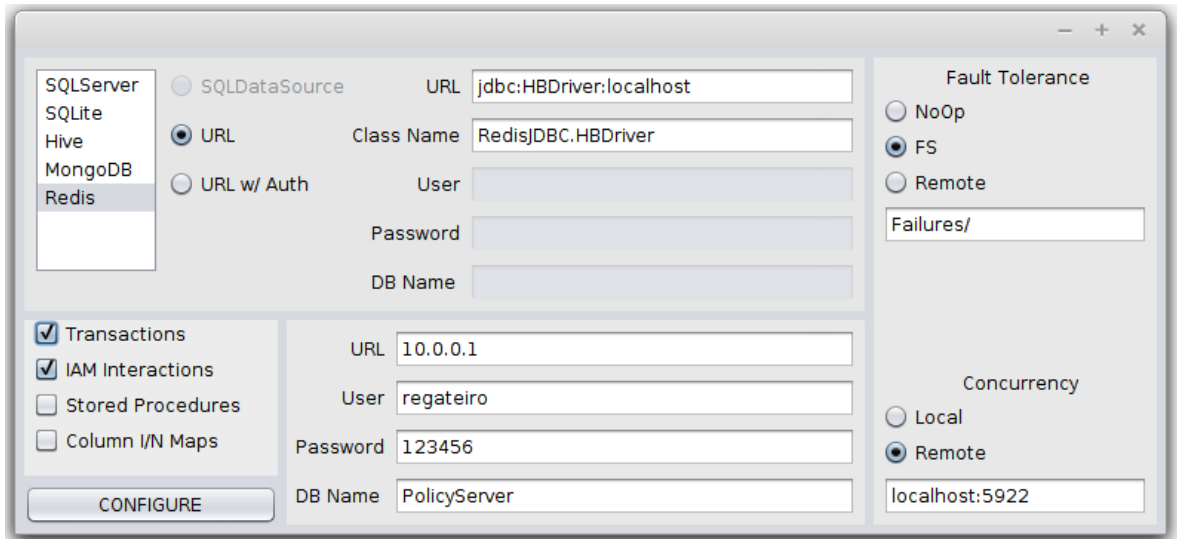 SQLServer
SQLite
Hive
MongoDB
Redis
SQLDataSource
URL
URL w/ Auth
URL jdbc:HBDriver:localhost
Class Name RedisJDBC.HBDriver
User
Password
DB Name
Fault Tolerance
NoOp
FS
Remote
Failures/
Transactions
IAM Interactions
Stored Procedures
Column I/N Maps
CONFIGURE
URL 10.0.0.1
User regateiro
Password 123456
DB Name PolicyServer
Concurrency
Local
Remote
localhost:5922